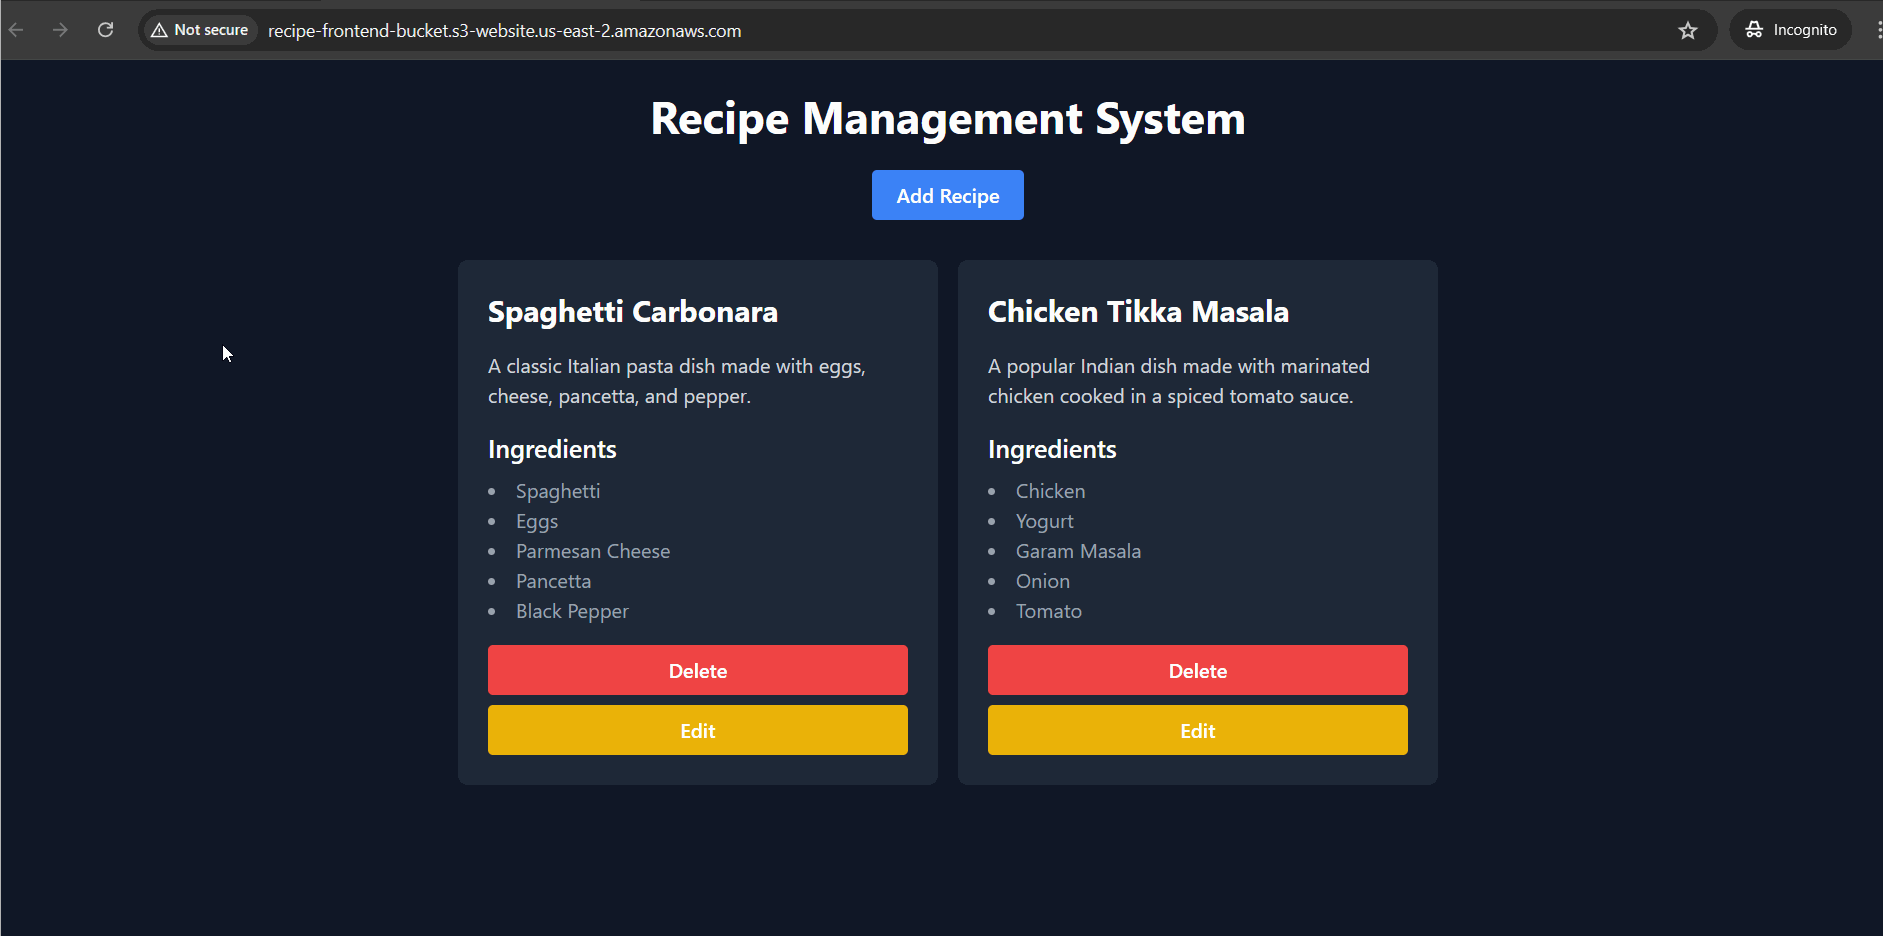 Not secure
recipe-frontend-bucket.s3-website.us-east-2.amazonaws.com
Incognito
Recipe Management System
Add Recipe
Spaghetti Carbonara
A classic Italian pasta dish made with eggs,
cheese, pancetta, and pepper.
Ingredients
Spaghetti
Eggs
Parmesan Cheese
Pancetta
Black Pepper
Delete
Edit
Chicken Tikka Masala
A popular Indian dish made with marinated
chicken cooked in a spiced tomato sauce.
Ingredients
Chicken
Yogurt
Garam Masala
Onion
Tomato
Delete
Edit